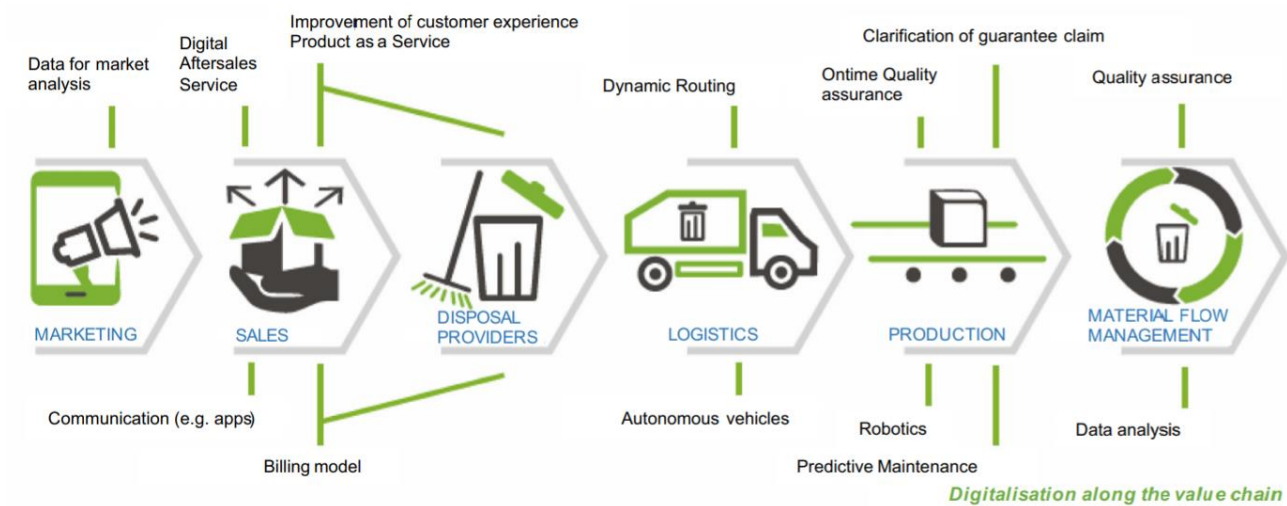 Improvement of customer experience
Product as a Service
Clarification of guarantee claim
Data for market
analysis
Digital
Aftersales
Service
Dynamic Routing
Ontime Quality
assurance
Quality assurance
MARKETING
SALES
DISPOSAL
PROVIDERS
LOGISTICS
PRODUCTION
MATERIAL FLOW
MANAGEMENT
Communication (e.g. apps)
Billing model
Autonomous vehicles
Robotics
Predictive Maintenance
Data analysis
Digitalisation along the value chain